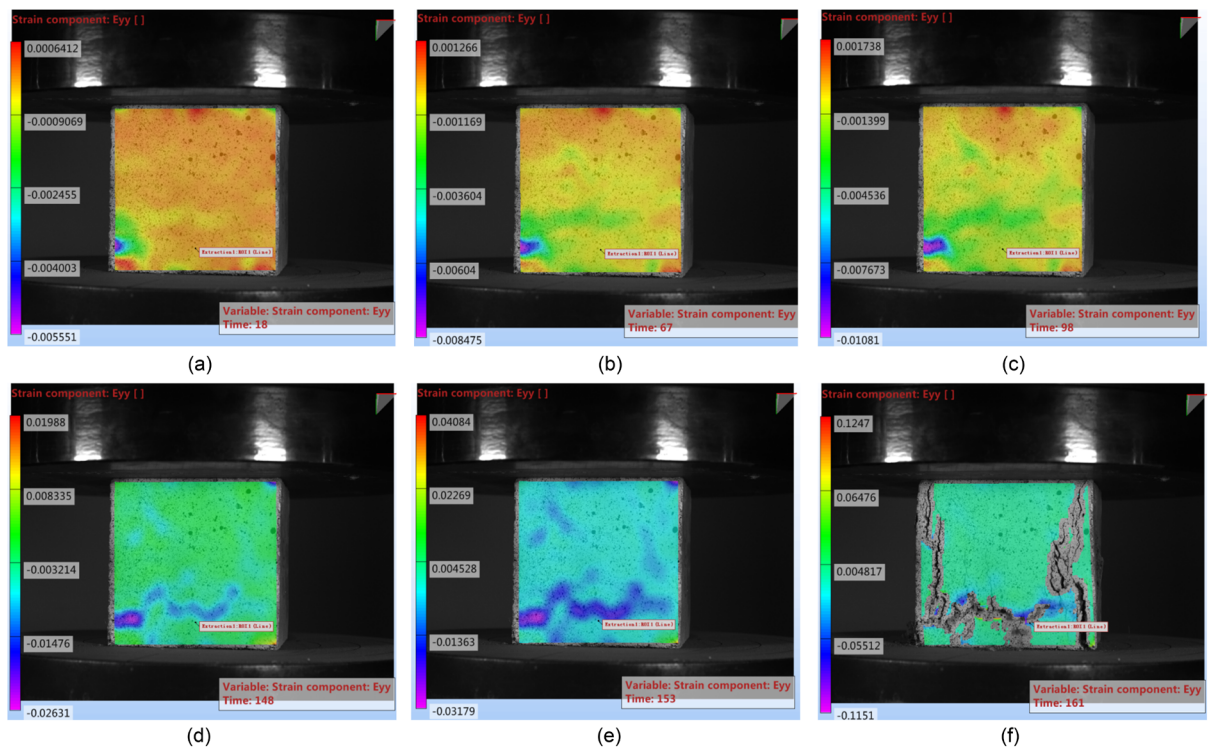 Strain component: Eyy [ ]
0.0006412
-0.0009069
-0.002455
-0.004003
-0.005551
Extraction1:NOI1(Line)
Variable: Strain component: Eyy
Time: 18
(a)
Strain component: Eyy [ ]
0.001266
-0.001169
-0.003604
-0.00604
-0.008475
Extraction1:NOI1(Line)
Variable: Strain component: Eyy
Time: 67
(b)
Strain component: Eyy [ ]
0.001738
-0.001399
-0.004536
-0.007673
-0.01081
Extraction1:NOI1(Line)
Variable: Strain component: Eyy
Time: 98
(c)
Strain component: Eyy [ ]
0.01988
0.008335
-0.003214
-0.01476
-0.02631
Extraction1:NOI1(Line)
Variable: Strain component: Eyy
Time: 148
(d)
Strain component: Eyy [ ]
0.04084
0.02269
0.004528
-0.01363
-0.03179
Extraction1:NOI1(Line)
Variable: Strain component: Eyy
Time: 153
(e)
Strain component: Eyy [ ]
0.1247
0.06476
0.004817
-0.05512
-0.1151
Extraction1:NOI1(Line)
Variable: Strain component: Eyy
Time: 161
(f)